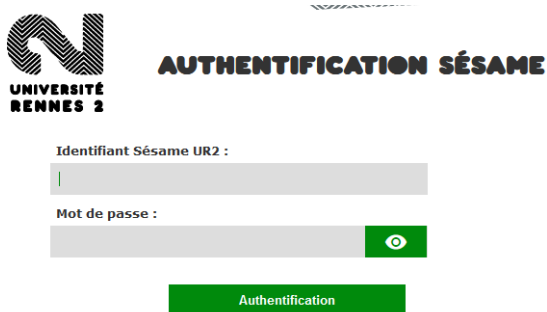 UNIVERSITÉ
RENNES 2
AUTHENTIFICATION SÉSAME
Identifiant Sésame UR2 :
Mot de passe :
Authentification